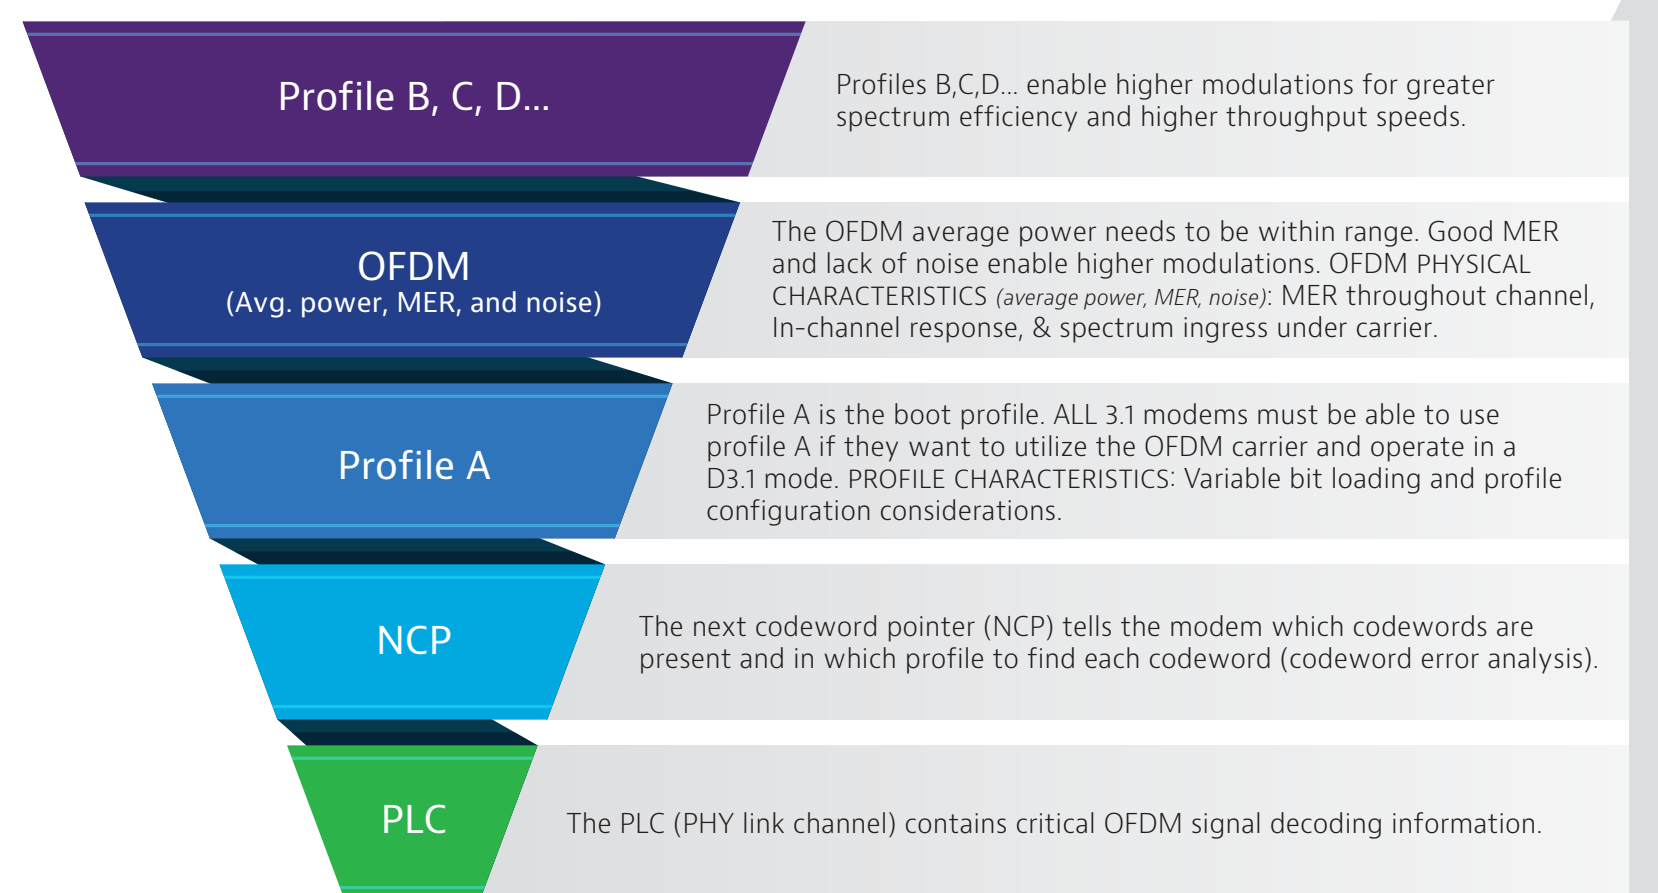 Profile B, C, D...
Profiles B,C,D... enable higher modulations for greater
spectrum efficiency and higher throughput speeds.
OFDM
(Avg. power, MER, and noise)
The OFDM average power needs to be within range. Good MER
and lack of noise enable higher modulations. OFDM PHYSICAL
CHARACTERISTICS (average power, MER, noise): MER throughout channel,
In-channel response, & spectrum ingress under carrier.
Profile A
Profile A is the boot profile. ALL 3.1 modems must be able to use
profile A if they want to utilize the OFDM carrier and operate in a
D3.1 mode. PROFILE CHARACTERISTICS: Variable bit loading and profile
configuration considerations.
NCP
The next codeword pointer (NCP) tells the modem which codewords are
present and in which profile to find each codeword (codeword error analysis).
PLC
The PLC (PHY link channel) contains critical OFDM signal decoding information.